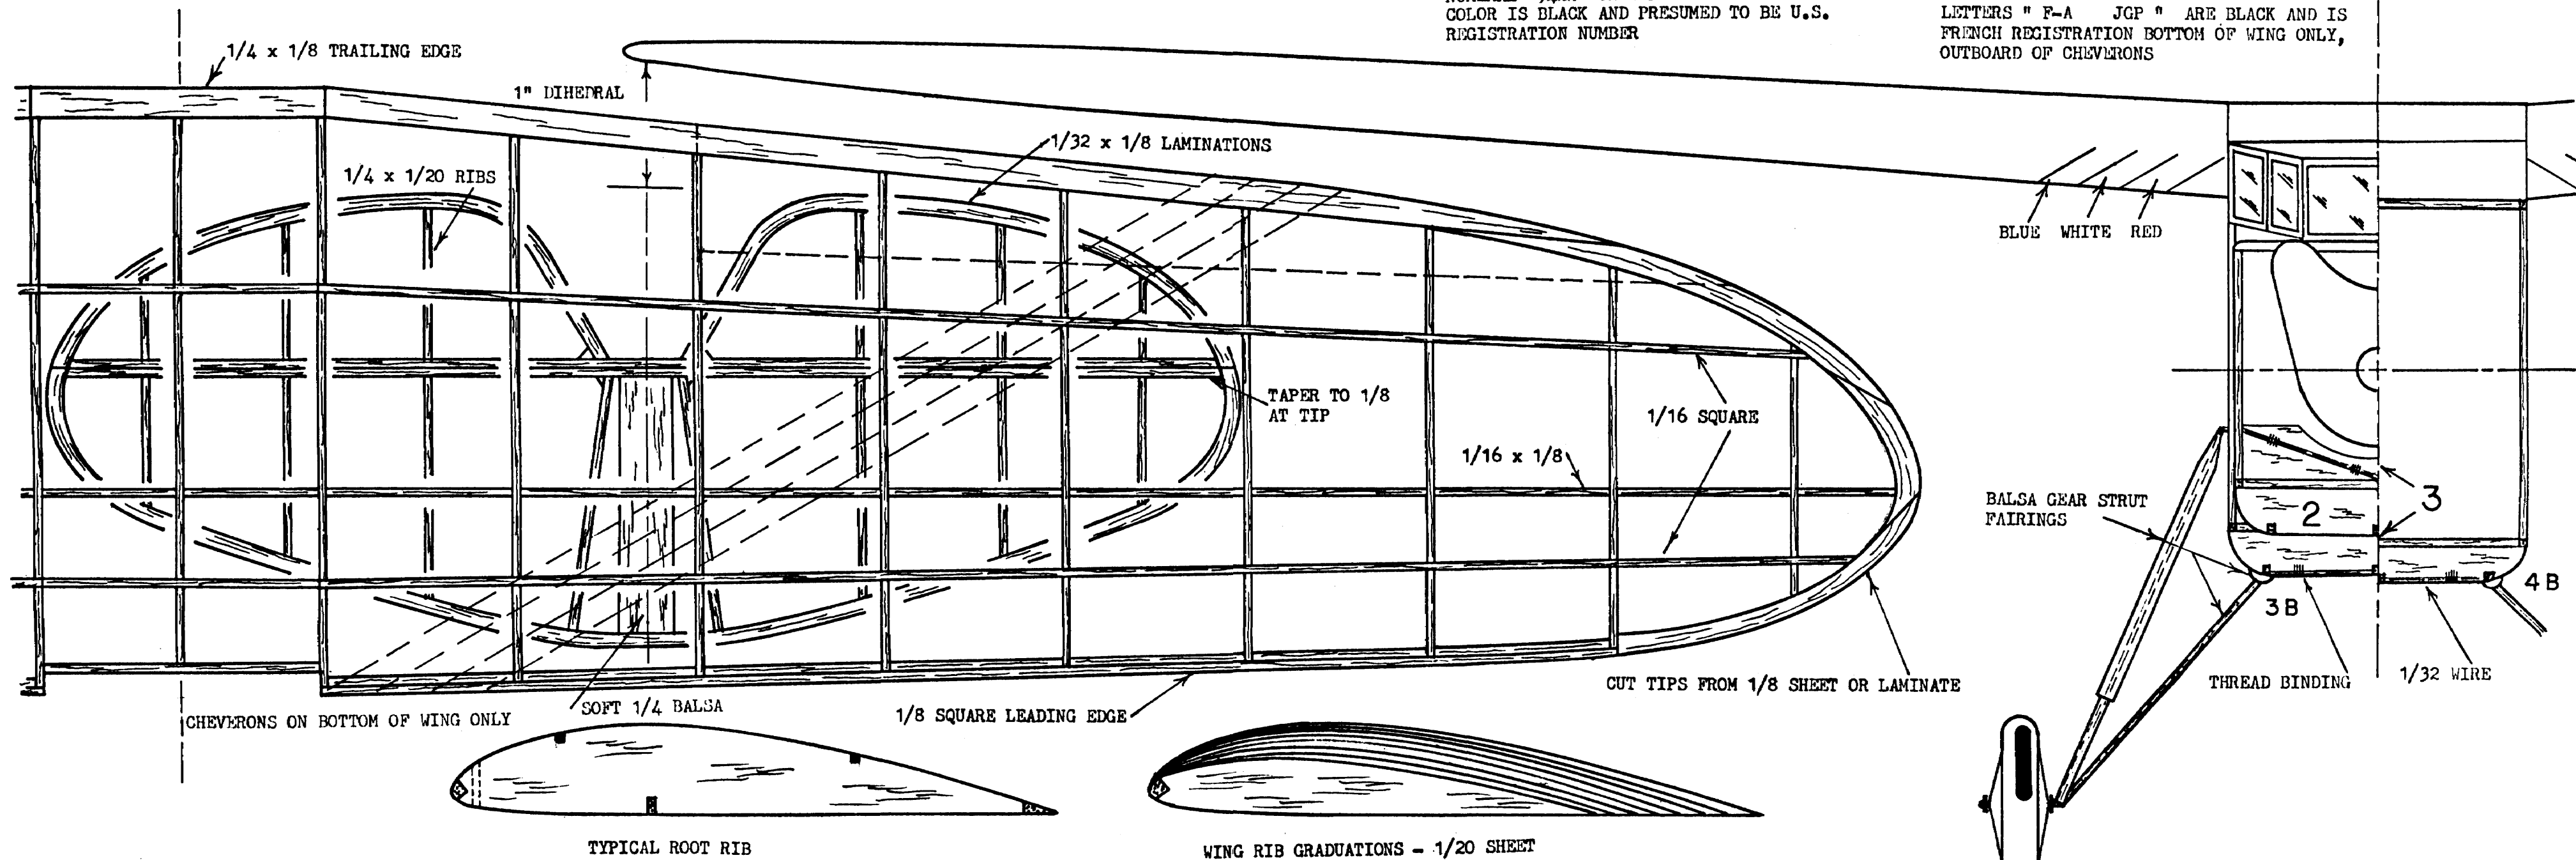 COLOR IS BLACK AND PRESUMED TO BE U.S.
REGISTRATION NUMBER
LETTERS " F-A JGP " ARE BLACK AND IS
FRENCH REGISTRATION BOTTOM OF WING ONLY,
OUTBOARD OF CHEVERONS
1/4 x 1/8 TRAILING EDGE
1" DIHEDRAL
1/32 x 1/8 LAMINATIONS
1/4 x 1/20 RIBS
BLUE WHITE RED
TAPER TO 1/8
AT TIP
1/16 SQUARE
1/16 x 1/8
BALSA GEAR STRUT
FAIRINGS
2
3
3B
4B
THREAD BINDING
1/32 WIRE
CUT TIPS FROM 1/8 SHEET OR LAMINATE
CHEVERONS ON BOTTOM OF WING ONLY
SOFT 1/4 BALSA
1/8 SQUARE LEADING EDGE
TYPICAL ROOT RIB
WING RIB GRADUATIONS - 1/20 SHEET